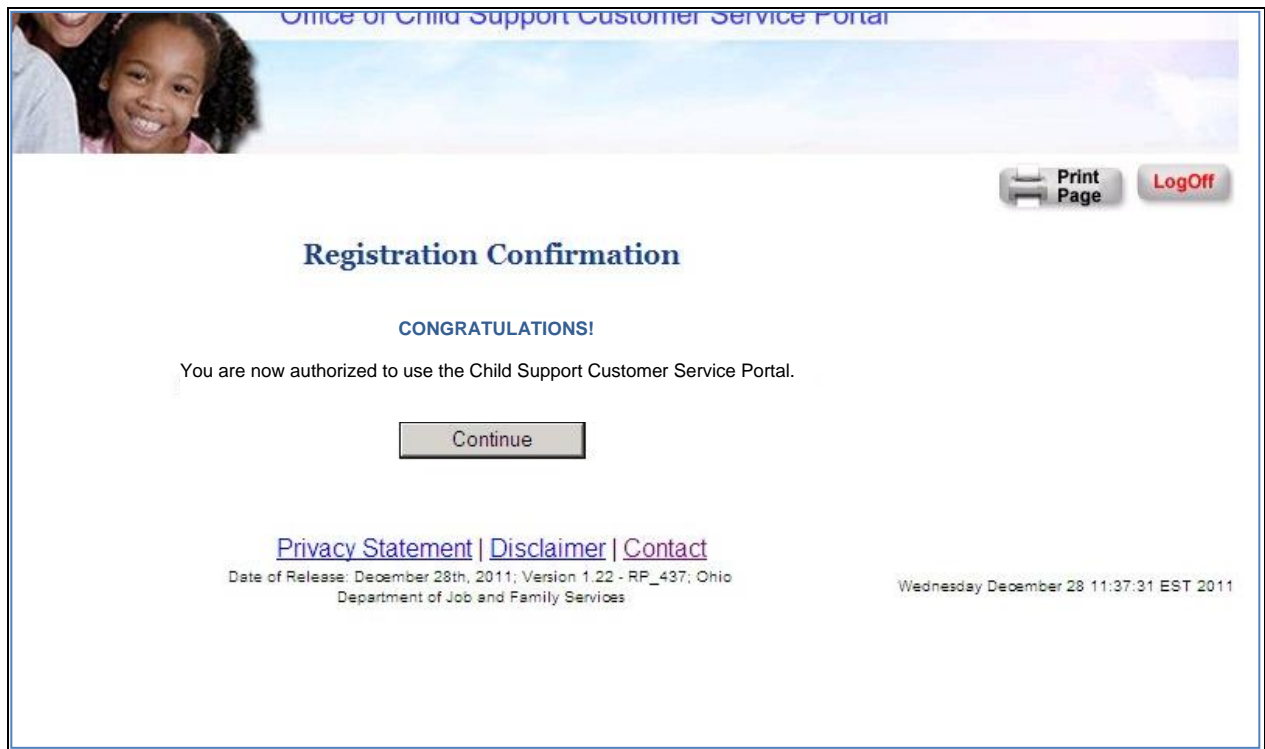 Office of Child Support Customer Service Portal
Print
Page
LogOff
Registration Confirmation
CONGRATULATIONS!
You are now authorized to use the Child Support Customer Service Portal.
Continue
Privacy Statement | Disclaimer | Contact
Date of Release: December 28th, 2011; Version 1.22 - RP_437; Ohio
Department of Job and Family Services
Wednesday December 28 11:37:31 EST 2011